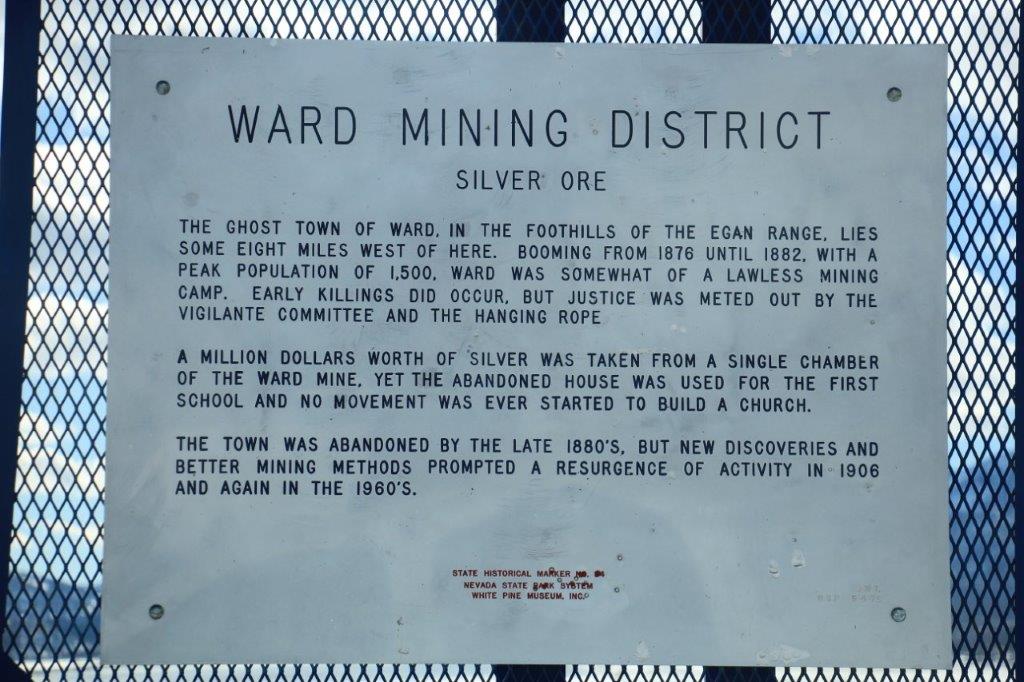 WARD MINING DISTRICT
SILVER ORE
THE GHOST TOWN OF WARD, IN THE FOOTHILLS OF THE EGAN RANGE, LIES
SOME EIGHT MILES WEST OF HERE. BOOMING FROM 1876 UNTIL 1882, WITH A
PEAK POPULATION OF 1,500, WARD WAS SOMEWHAT OF A LAWLESS MINING
CAMP. EARLY KILLINGS DID OCCUR, BUT JUSTICE WAS METED OUT BY THE
VIGILANTE COMMITTEE AND THE HANGING ROPE
A MILLION DOLLARS WORTH OF SILVER WAS TAKEN FROM A SINGLE CHAMBER
OF THE WARD MINE, YET THE ABANDONED HOUSE WAS USED FOR THE FIRST
SCHOOL AND NO MOVEMENT WAS EVER STARTED TO BUILD A CHURCH.
THE TOWN WAS ABANDONED BY THE LATE 1880'S, BUT NEW DISCOVERIES AND
BETTER MINING METHODS PROMPTED A RESURGENCE OF ACTIVITY IN 1906
AND AGAIN IN THE 1960'S.
STATE HISTORICAL MARKER NO.
NEVADA STATE PARK SYSTEM
WHITE PINE MUSEUM, INC.